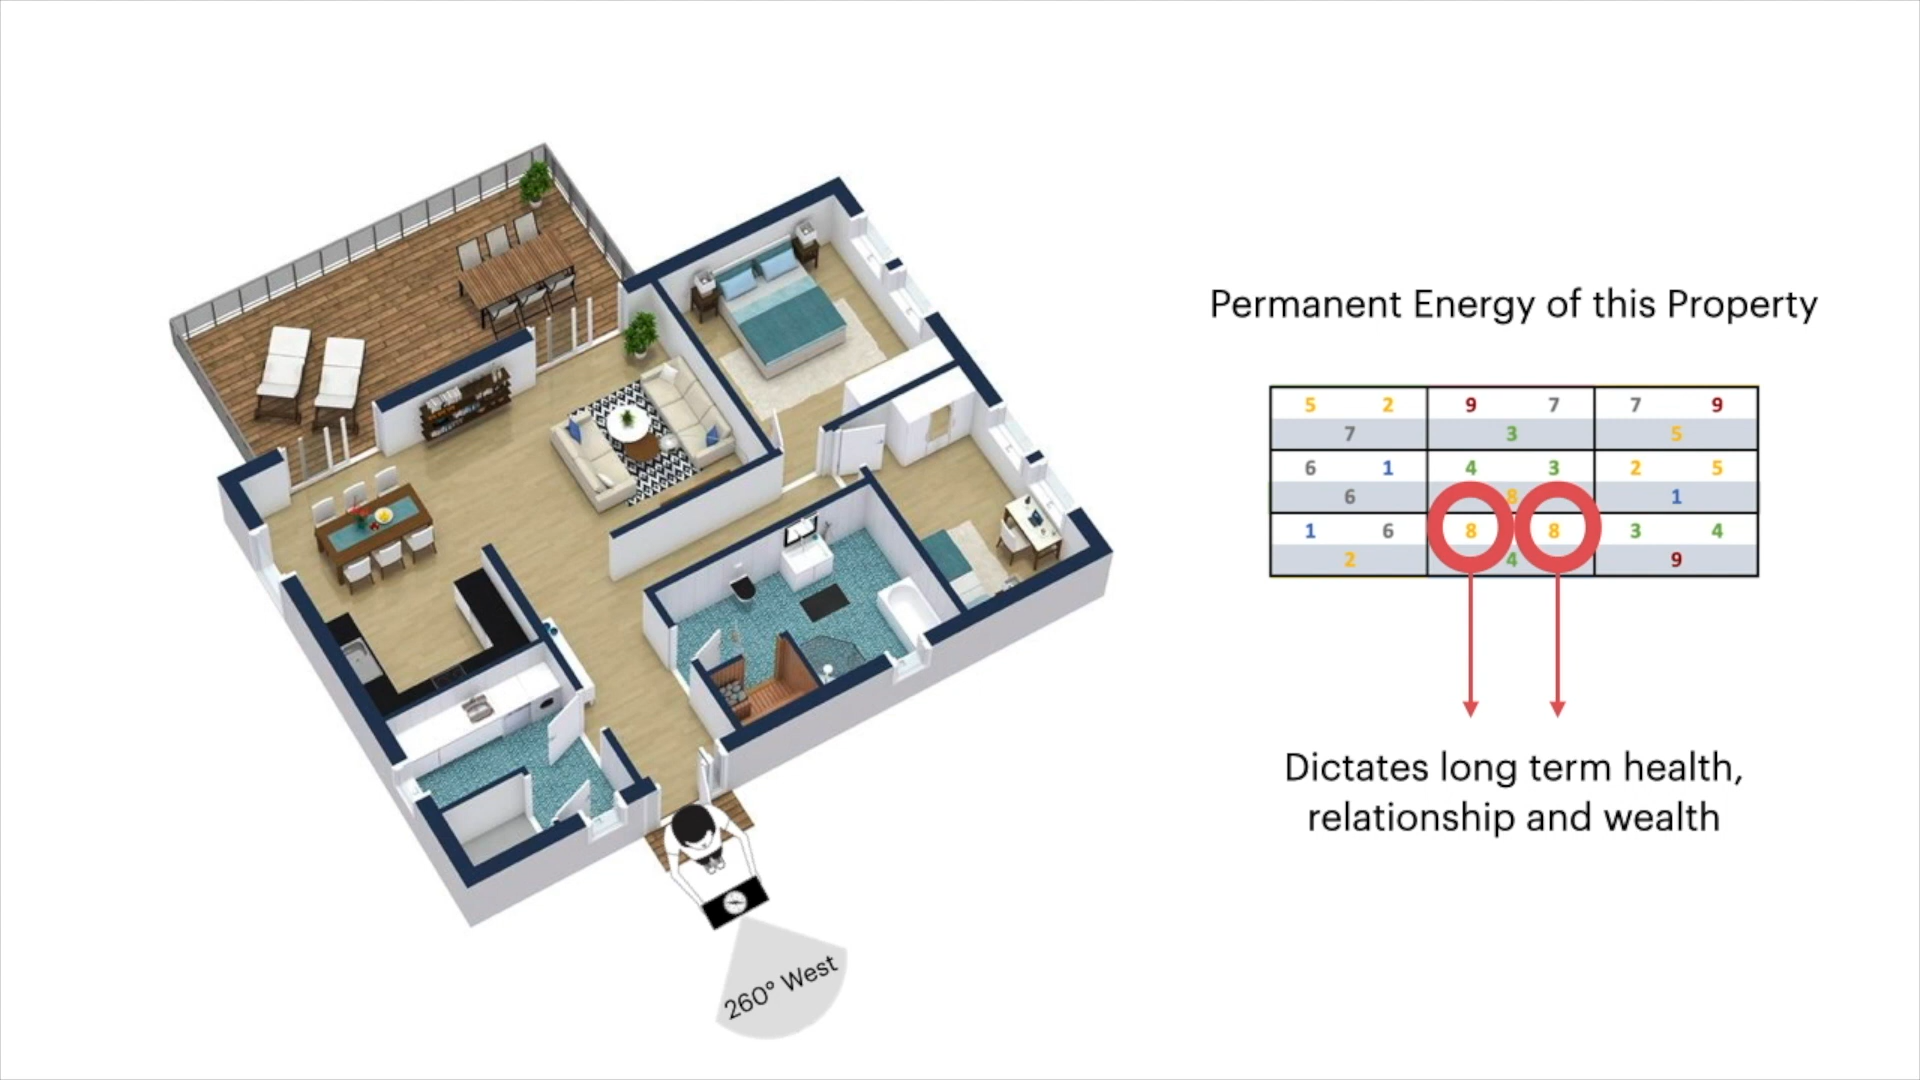 Permanent Energy of this Property
5 2 9 7 7 9
7 3 5
6 1 4 3 2 5
6 8 1
1 6 8 8 3 4
2 4 9
Dictates long term health,
relationship and wealth
260° West